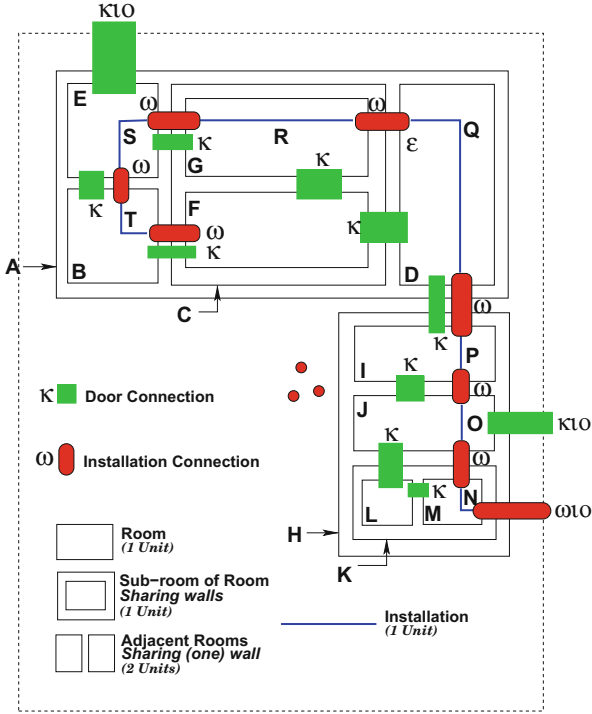 κιο
E
ω
ω
S
R
Q
κ
ε
G
ω
κ
κ
F
T
κ
ω
κ
A
B
D
C
ω
κ
P
I
κ
κ Door Connection
ω
J
O
κιο
κ
ω Installation Connection
ω
κ
N
L
M
ωιο
H
K
Room
(1 Unit)
Sub-room of Room
Sharing walls
(1 Unit)
Installation
(1 Unit)
Adjacent Rooms
Sharing (one) wall
(2 Units)